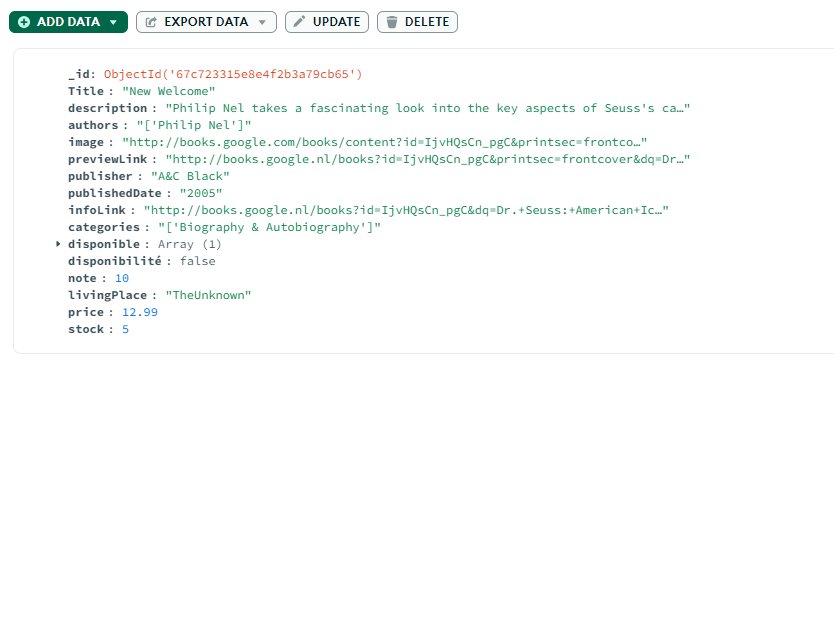 ADD DATA EXPORT DATA UPDATE DELETE
_id: ObjectId('67c723315e8e4f2b3a79cb65')
Title : "New Welcome"
description : "Philip Nel takes a fascinating look into the key aspects of Seuss's ca…"
authors : "['Philip Nel']"
image : "http://books.google.com/books/content?id=IjvHQsCn_pgC&printsec=frontco…"
previewLink : "http://books.google.nl/books?id=IjvHQsCn_pgC&printsec=frontcover&dq=Dr…"
publisher : "A&C Black"
publishedDate : "2005"
infoLink : "http://books.google.nl/books?id=IjvHQsCn_pgC&dq=Dr.+Seuss:+American+Ic…"
categories : "['Biography & Autobiography']"
disponible : Array (1)
disponibilité : false
note : 10
livingPlace : "TheUnknown"
price : 12.99
stock : 5